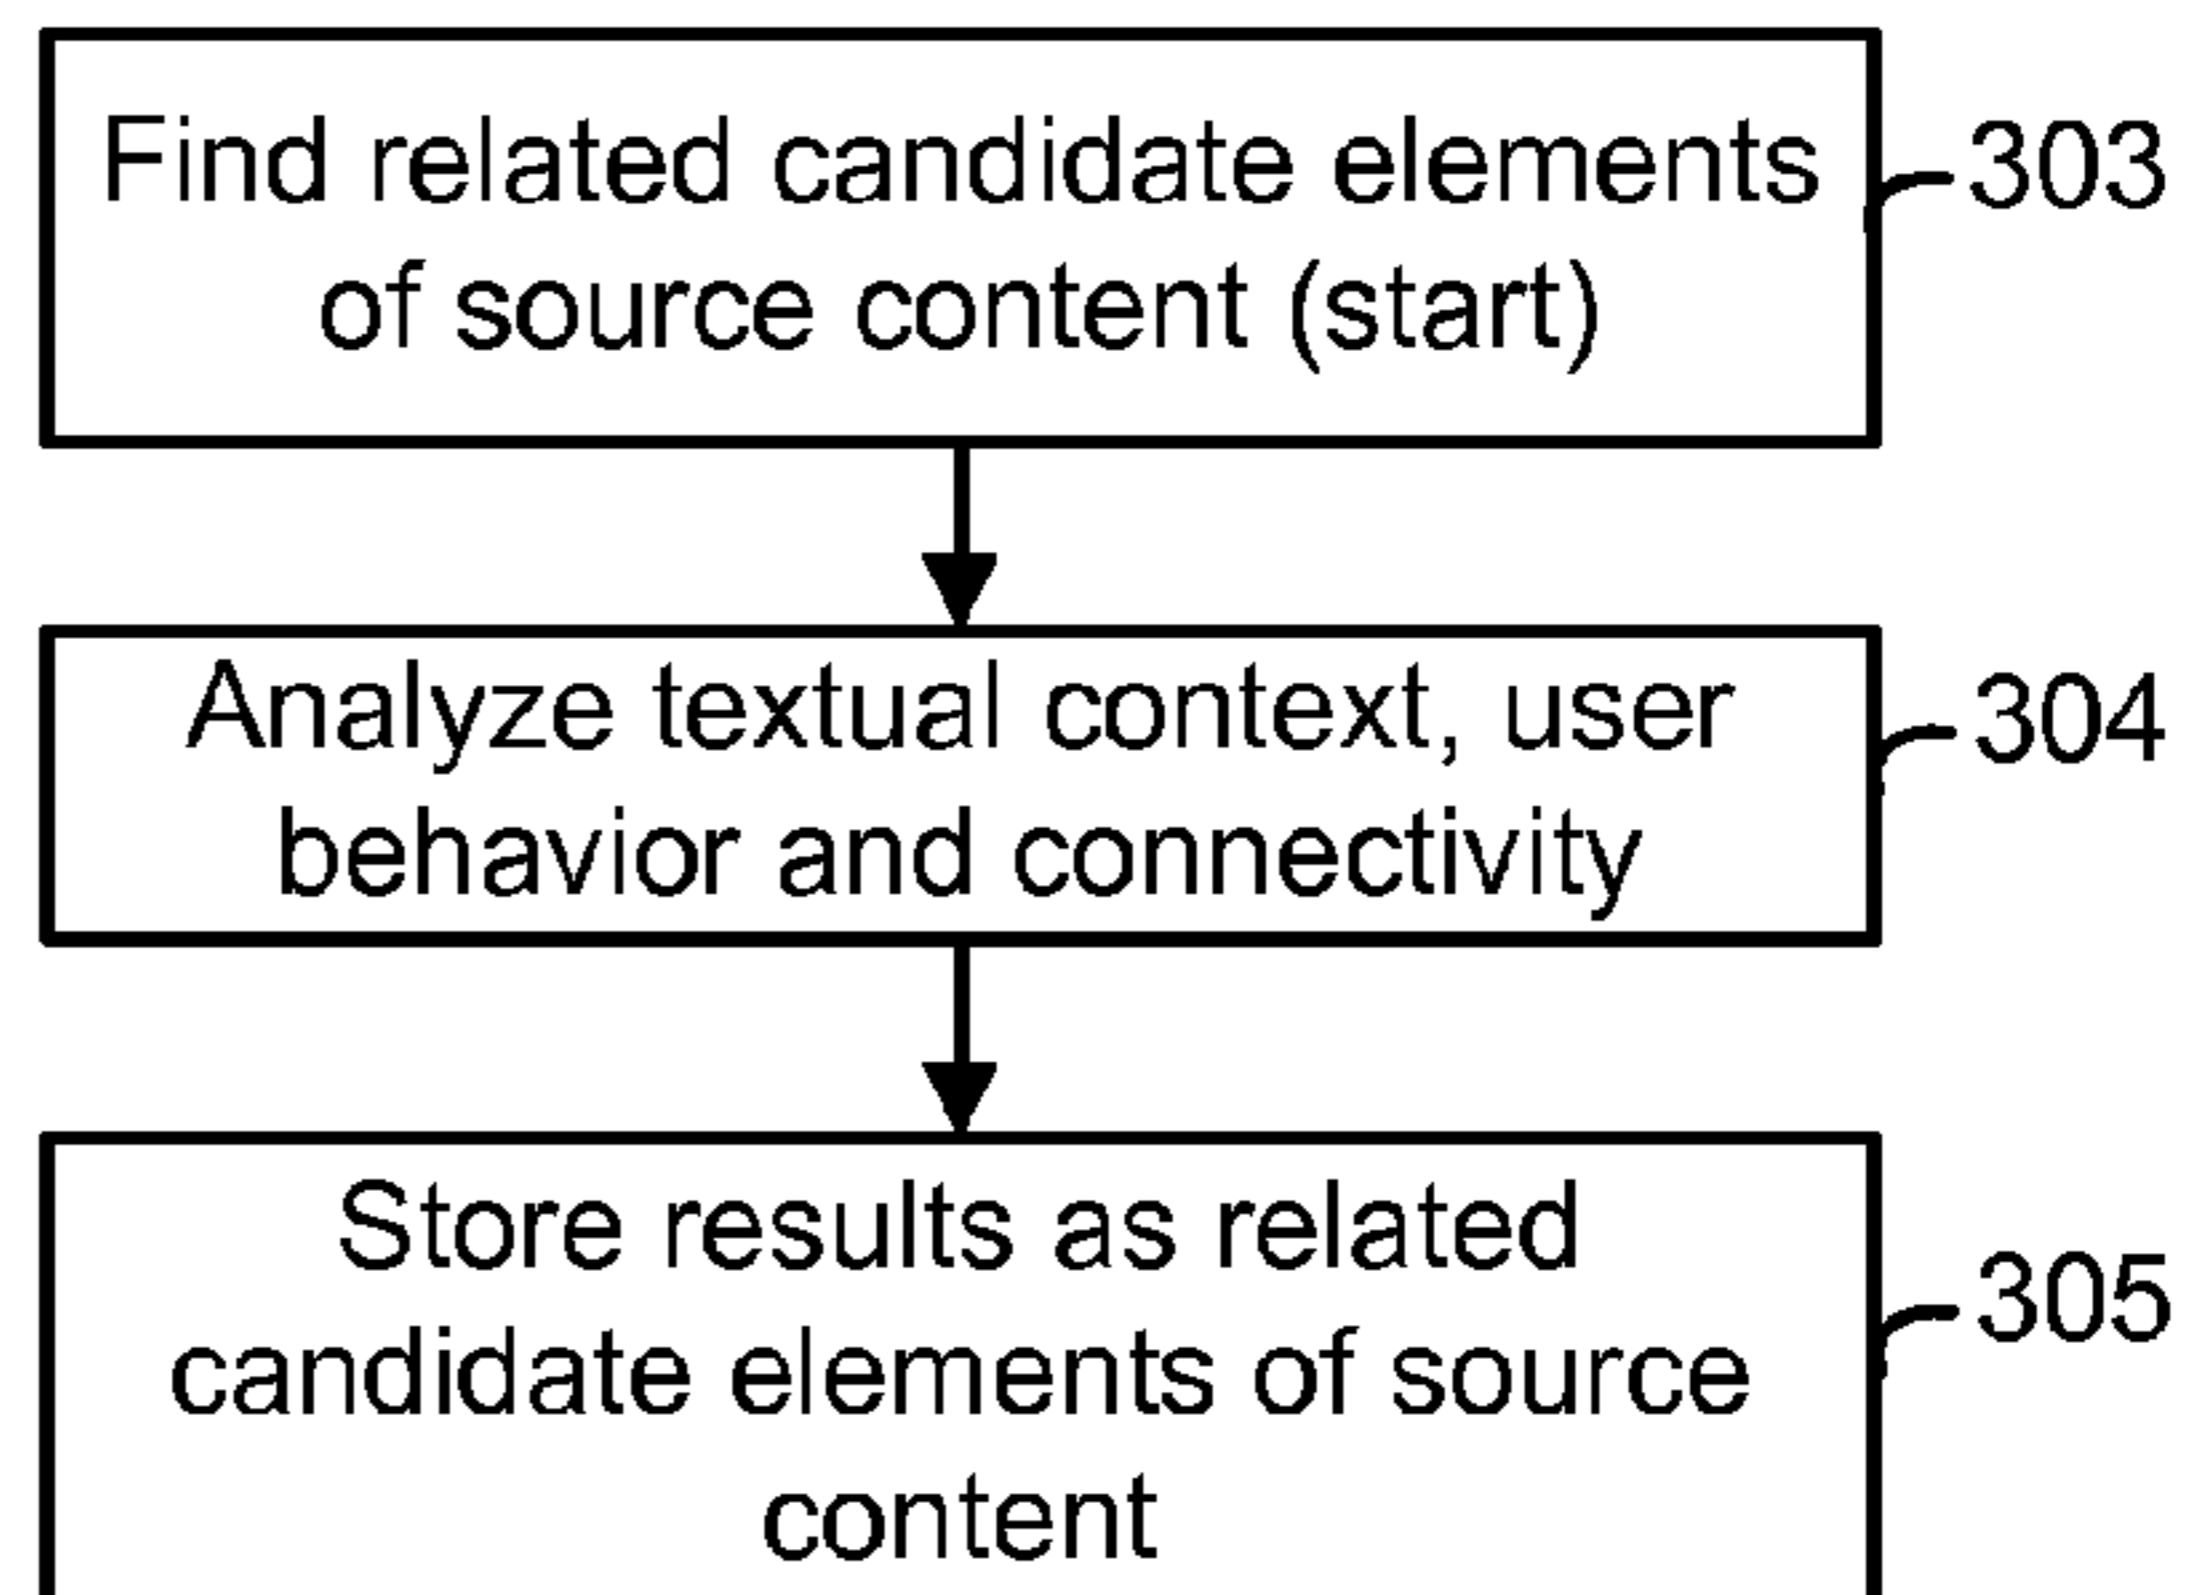 Find related candidate elements
of source content (start)
303
Analyze textual context, user
behavior and connectivity
304
Store results as related
candidate elements of source
content
305